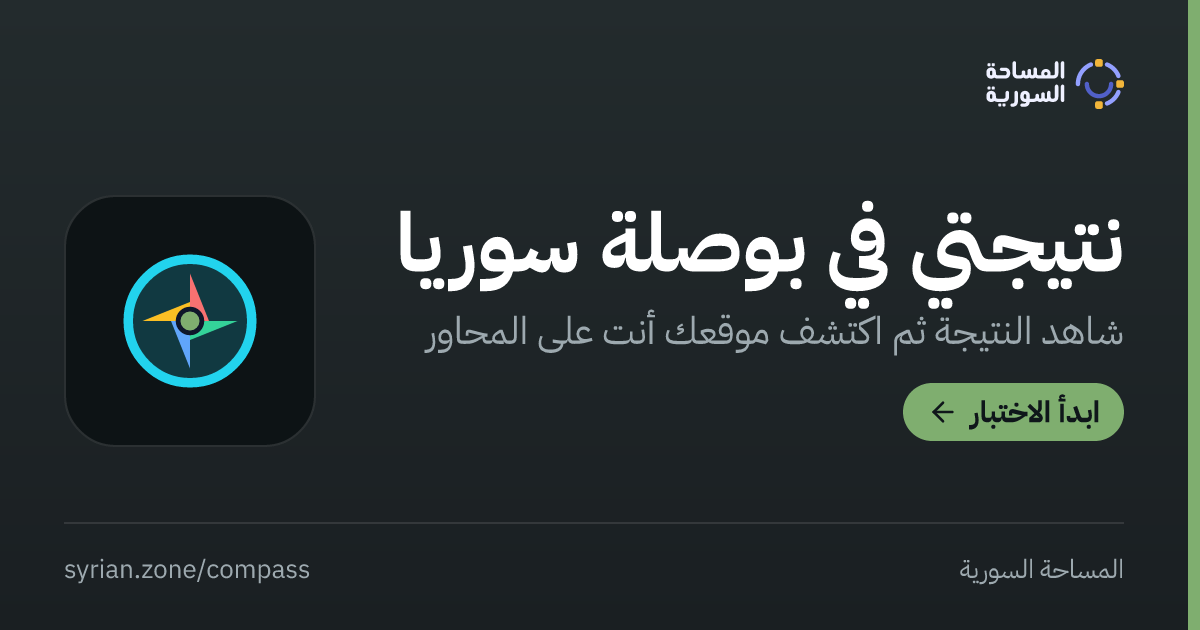 المساحة
السورية
نتيجتي في بوصلة سوريا
شاهد النتيجة ثم اكتشف موقعك أنت على المحاور
ابدأ الاختبار ←
المساحة السورية
syrian.zone/compass